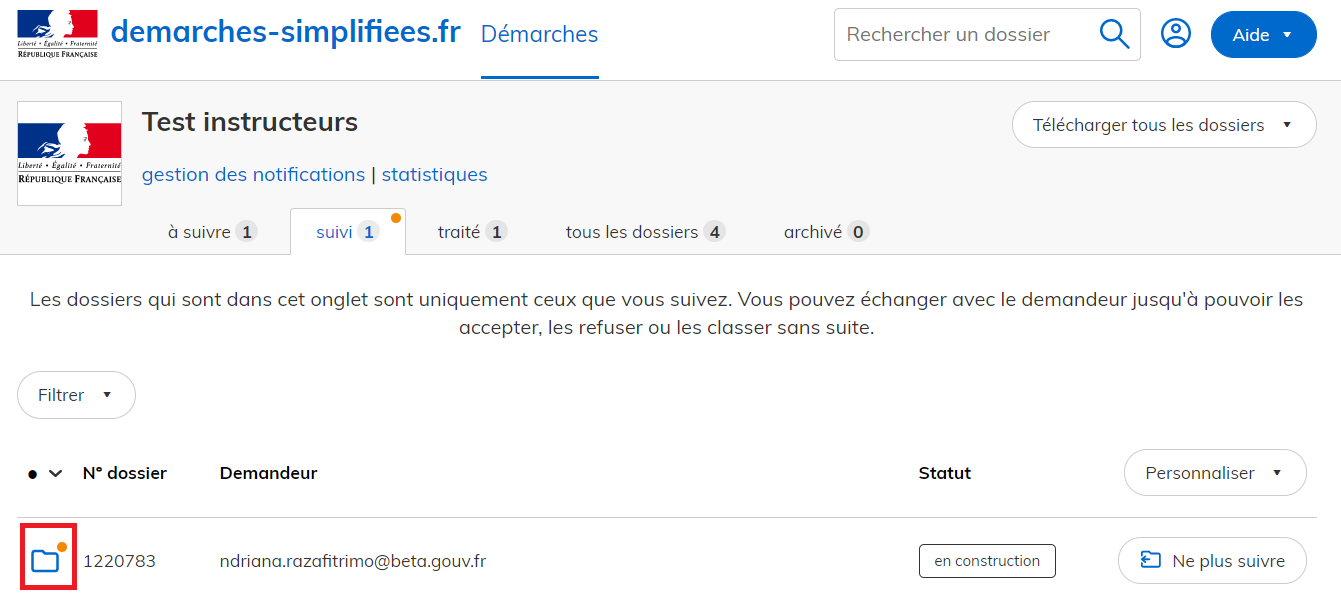 Liberté • Égalité • Fraternité
RÉPUBLIQUE FRANÇAISE
demarches-simplifiees.fr
Démarches
Rechercher un dossier
Aide
Liberté • Égalité • Fraternité
RÉPUBLIQUE FRANÇAISE
Test instructeurs
Télécharger tous les dossiers
gestion des notifications | statistiques
à suivre 1
suivi 1
traité 1
tous les dossiers 4
archivé 0
Les dossiers qui sont dans cet onglet sont uniquement ceux que vous suivez. Vous pouvez échanger avec le demandeur jusqu'à pouvoir les
accepter, les refuser ou les classer sans suite.
Filtrer
N° dossier Demandeur Statut Personnaliser
1220783 ndriana.razafitrimo@beta.gouv.fr en construction Ne plus suivre